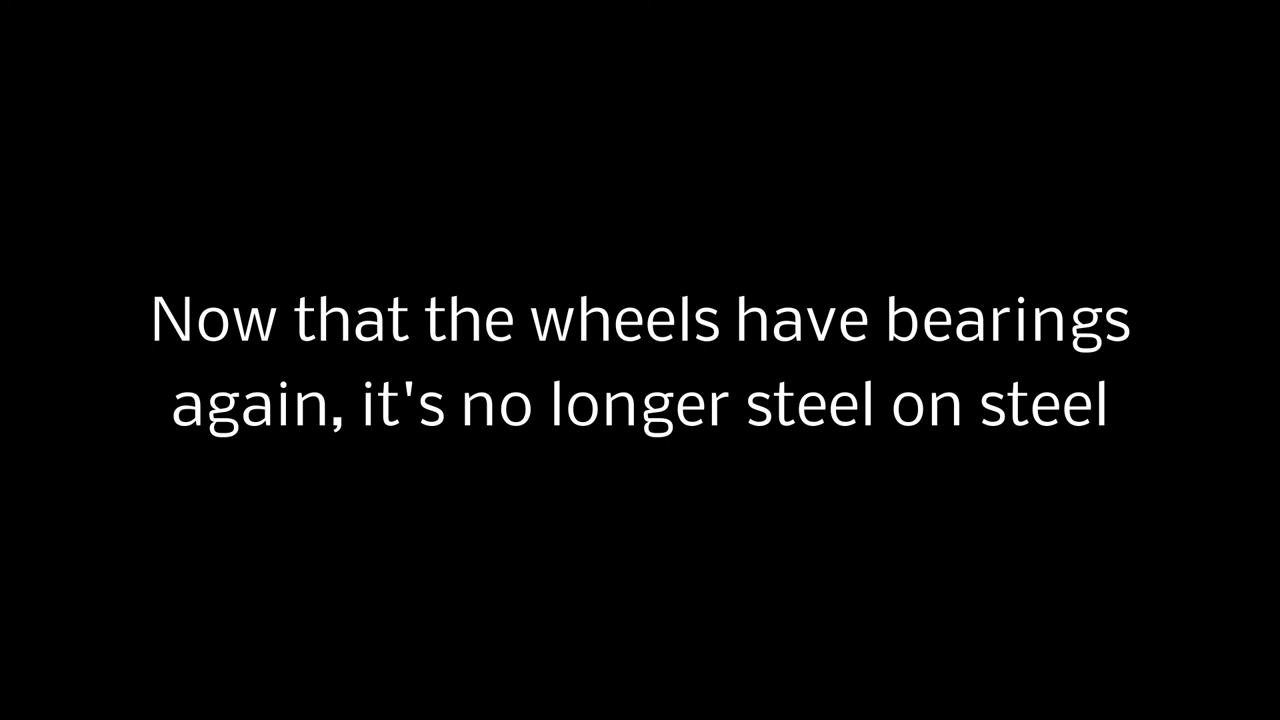 Now that the wheels have bearings
again, it's no longer steel on steel